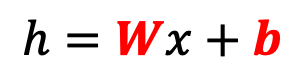 h = Wx + b